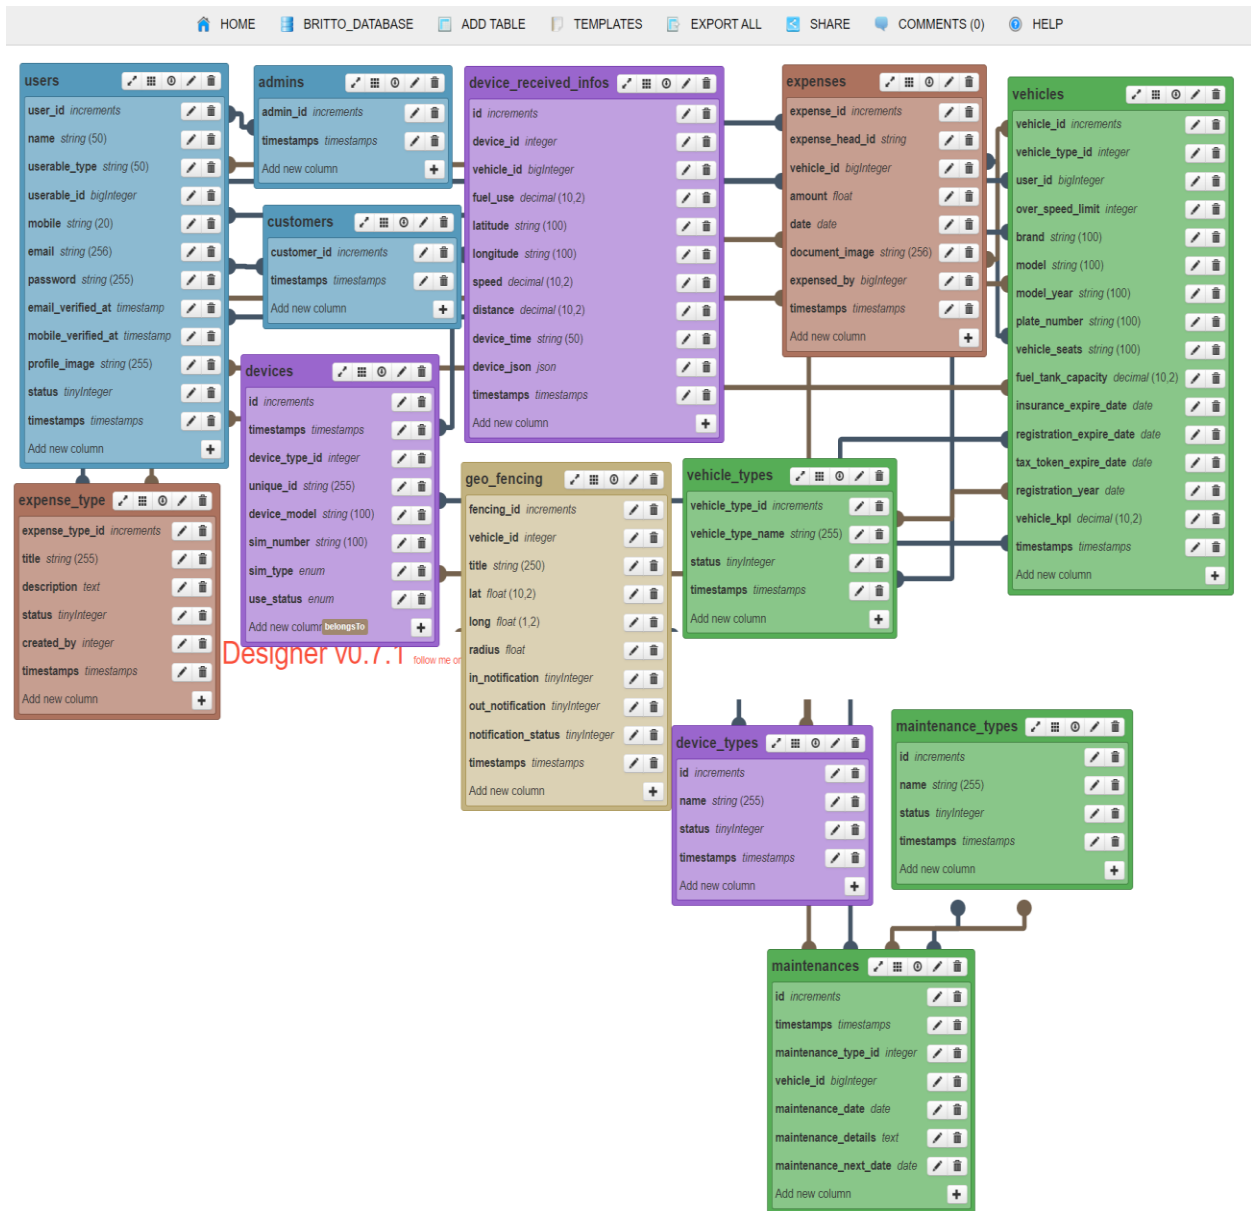 HOME BRITTO_DATABASE ADD TABLE TEMPLATES EXPORT ALL SHARE COMMENTS (0) HELP
users
user_id increments
name string (50)
userable_type string (50)
userable_id bigInteger
mobile string (20)
email string (256)
password string (255)
email_verified_at timestamp
mobile_verified_at timestamp
profile_image string (255)
status tinyInteger
timestamps timestamps
Add new column
admins
admin_id increments
timestamps timestamps
Add new column
customers
customer_id increments
timestamps timestamps
Add new column
device_received_infos
id increments
device_id integer
vehicle_id bigInteger
fuel_use decimal (10,2)
latitude string (100)
longitude string (100)
speed decimal (10,2)
distance decimal (10,2)
device_time string (50)
device_json json
timestamps timestamps
Add new column
expenses
expense_id increments
expense_head_id string
vehicle_id bigInteger
amount float
date date
document_image string (256)
expensed_by bigInteger
timestamps timestamps
Add new column
vehicles
vehicle_id increments
vehicle_type_id integer
user_id bigInteger
over_speed_limit integer
brand string (100)
model string (100)
model_year string (100)
plate_number string (100)
vehicle_seats string (100)
fuel_tank_capacity decimal (10,2)
insurance_expire_date date
registration_expire_date date
tax_token_expire_date date
registration_year date
vehicle_kpl decimal (10,2)
timestamps timestamps
Add new column
devices
id increments
timestamps timestamps
device_type_id integer
unique_id string (255)
device_model string (100)
sim_number string (100)
sim_type enum
use_status enum
Add new column
belongsTo
expense_type
expense_type_id increments
title string (255)
description text
status tinyInteger
created_by integer
timestamps timestamps
Add new column
Designer v0.7.1 follow me on
geo_fencing
fencing_id increments
vehicle_id integer
title string (250)
lat float (10,2)
long float (1,2)
radius float
in_notification tinyInteger
out_notification tinyInteger
notification_status tinyInteger
timestamps timestamps
Add new column
vehicle_types
vehicle_type_id increments
vehicle_type_name string (255)
status tinyInteger
timestamps timestamps
Add new column
device_types
id increments
name string (255)
status tinyInteger
timestamps timestamps
Add new column
maintenance_types
id increments
name string (255)
status tinyInteger
timestamps timestamps
Add new column
maintenances
id increments
timestamps timestamps
maintenance_type_id integer
vehicle_id bigInteger
maintenance_date date
maintenance_details text
maintenance_next_date date
Add new column